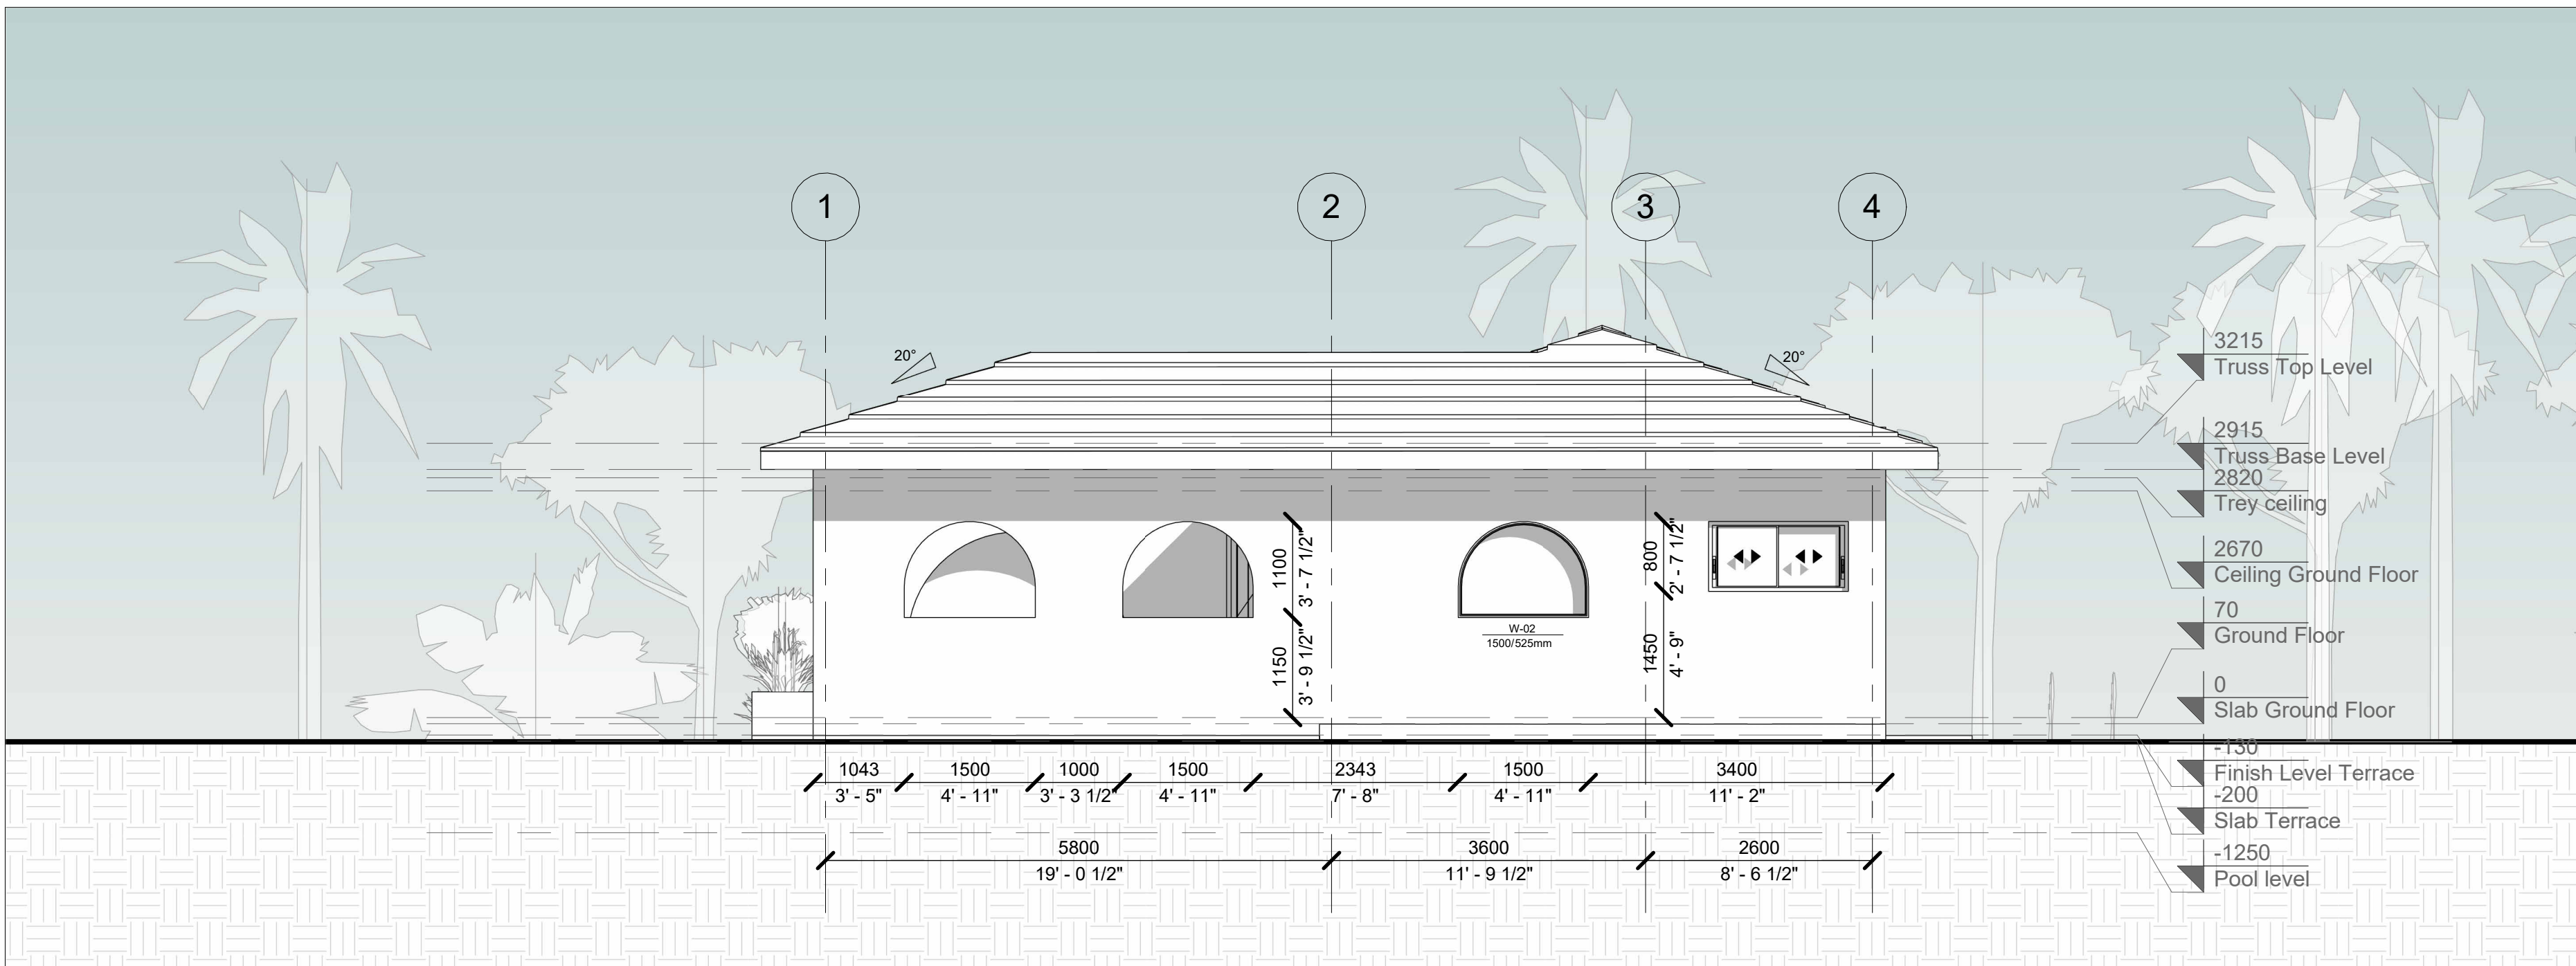 1
2
3
4
20°
20°
3215
Truss Top Level
2915
Truss Base Level
2820
Trey ceiling
2670
Ceiling Ground Floor
70
Ground Floor
0
Slab Ground Floor
-130
Finish Level Terrace
-200
Slab Terrace
-1250
Pool level
1100
3' - 7 1/2"
1150
3' - 9 1/2"
800
2' - 7 1/2"
1450
4' - 9"
W-02
1500/525mm
1043
3' - 5"
1500
4' - 11"
1000
3' - 3 1/2"
1500
4' - 11"
2343
7' - 8"
1500
4' - 11"
3400
11' - 2"
5800
19' - 0 1/2"
3600
11' - 9 1/2"
2600
8' - 6 1/2"